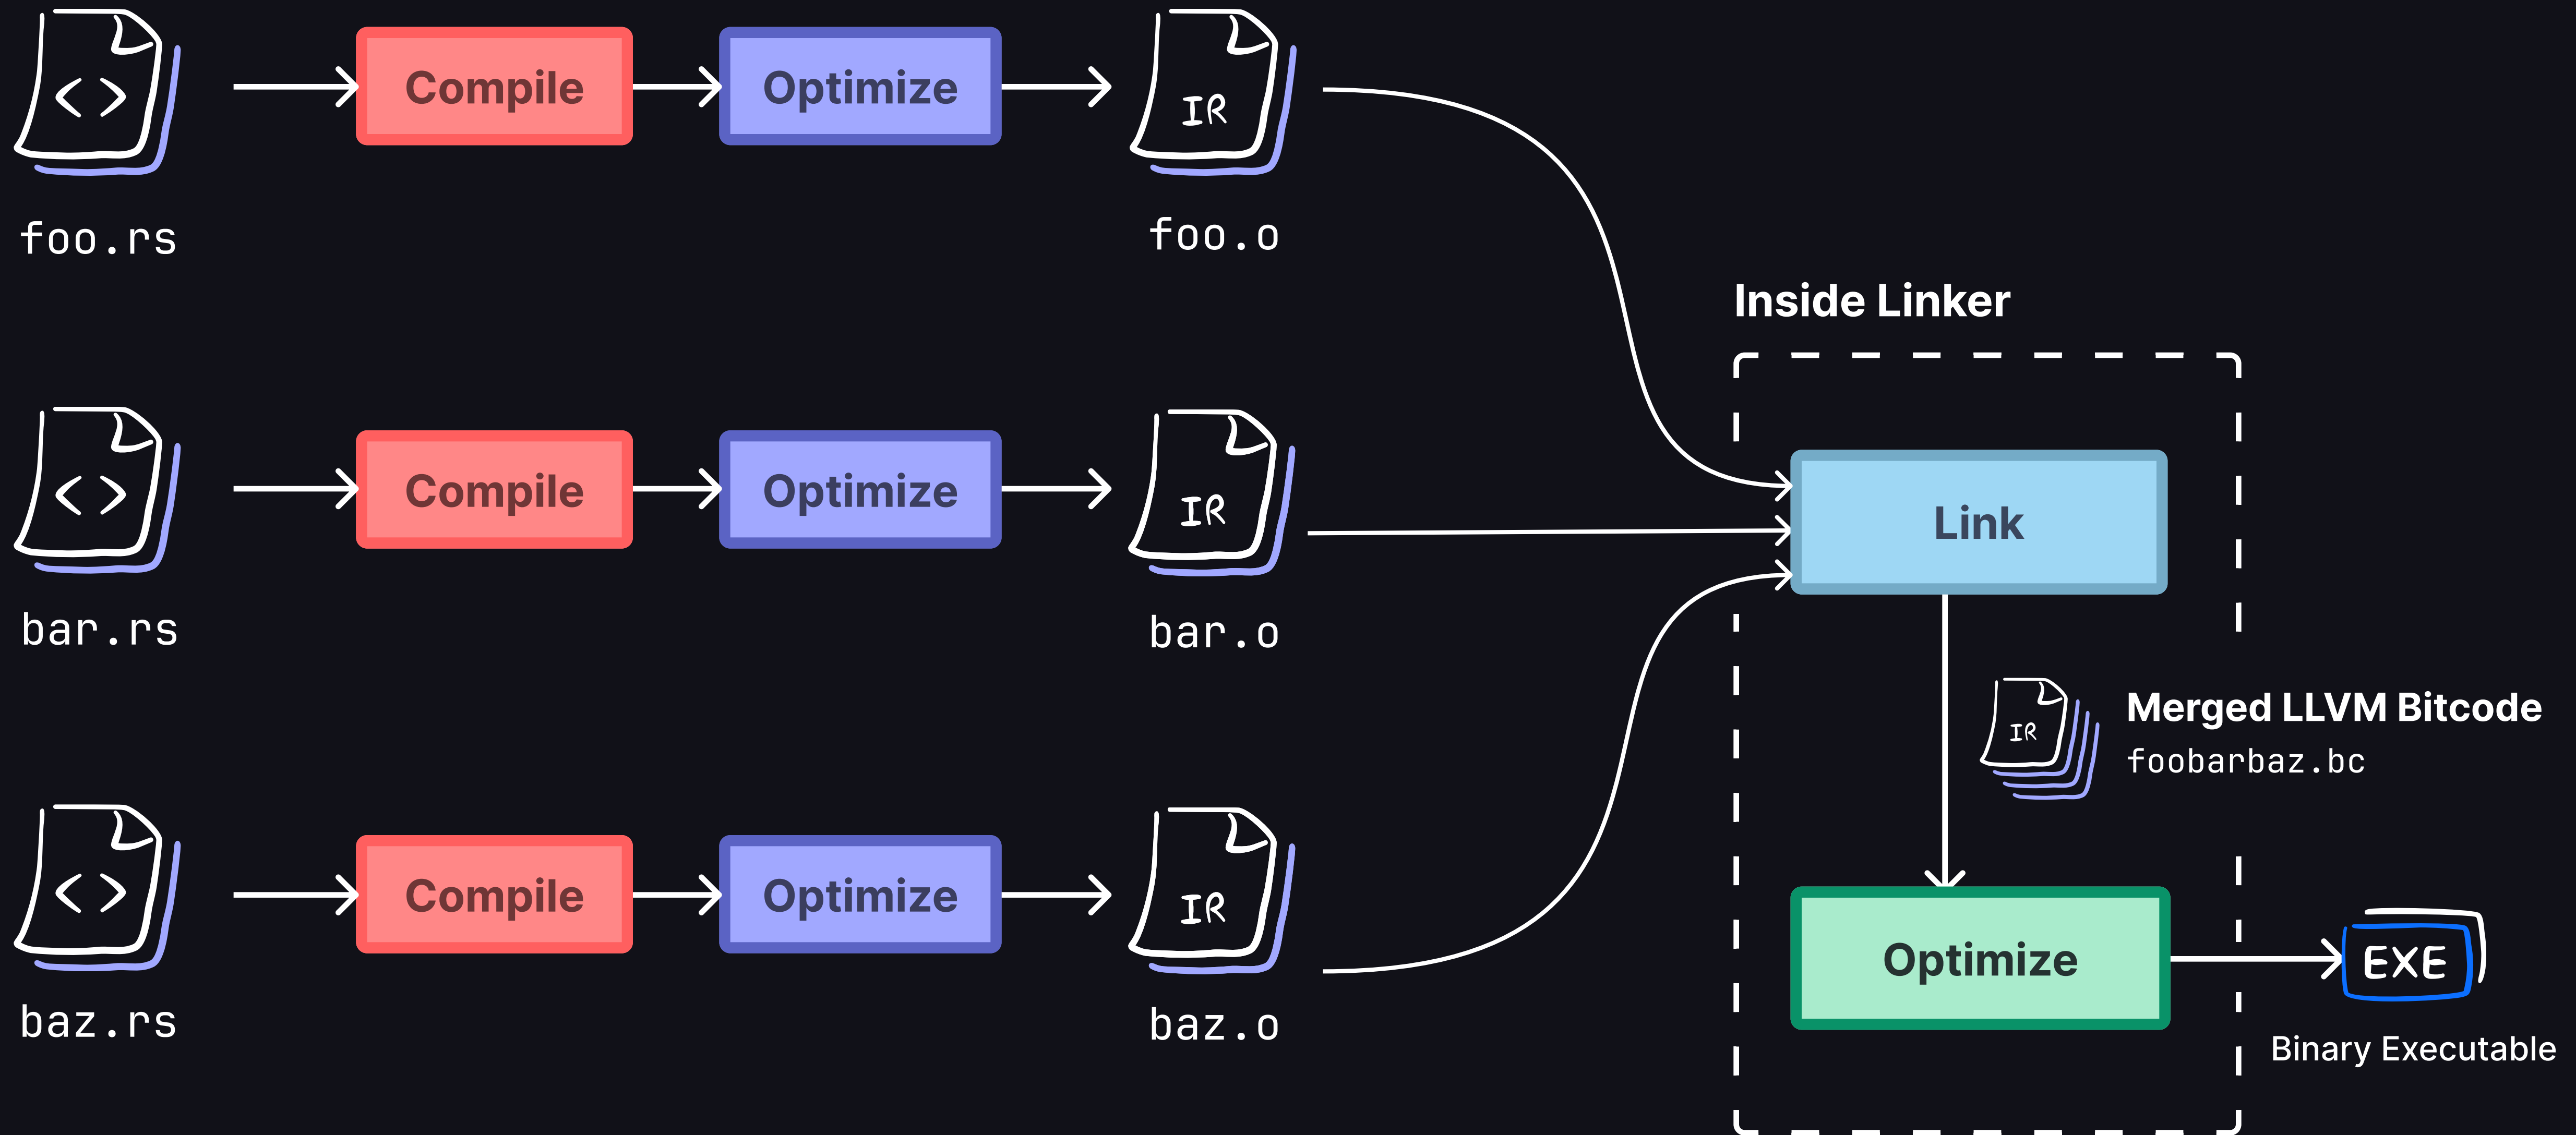 < >
Compile
Optimize
IR
foo.rs
foo.o
Inside Linker
< >
Compile
Optimize
IR
Link
bar.rs
bar.o
IR
Merged LLVM Bitcode
foobarbaz.bc
< >
Compile
Optimize
IR
Optimize
EXE
baz.rs
baz.o
Binary Executable